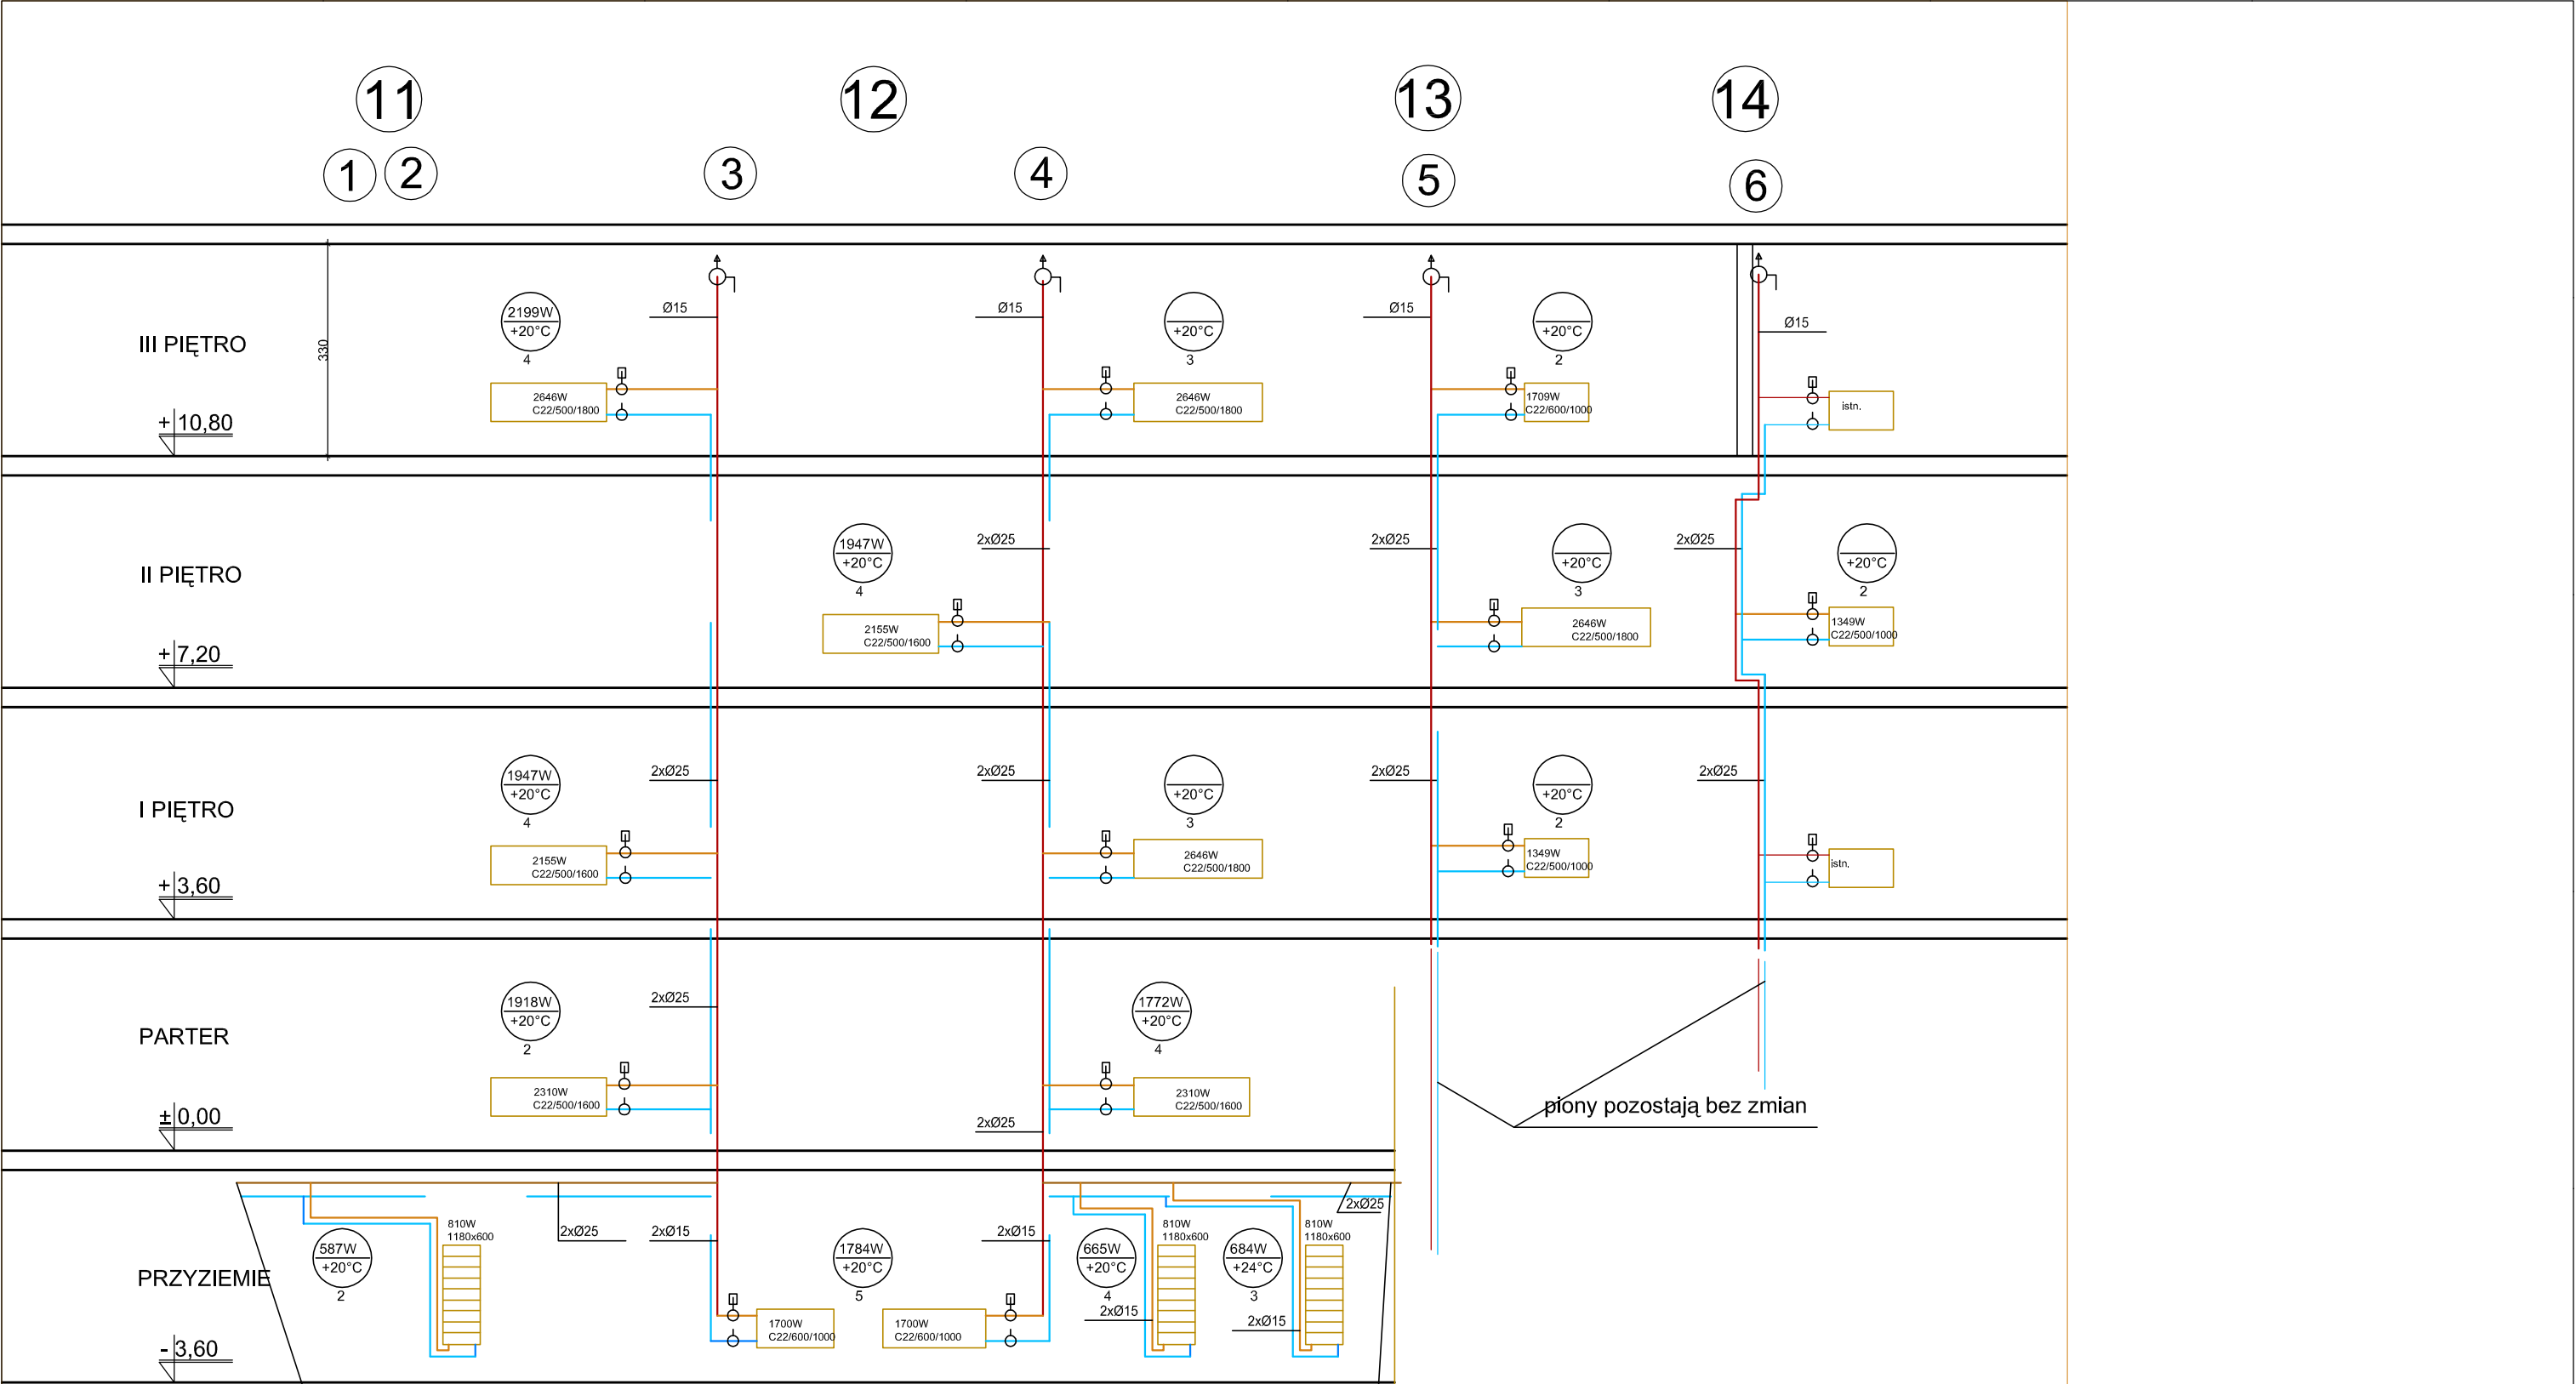 11 12 13 14
1 2 3 4 5 6
III PIĘTRO
330
+ 10,80
2199W
+20°C
4
2646W
C22/500/1800
Ø15
Ø15
+20°C
3
2646W
C22/500/1800
Ø15
+20°C
2
1709W
C22/600/1000
Ø15
istn.
II PIĘTRO
+ 7,20
1947W
+20°C
4
2155W
C22/500/1600
2xØ25
2xØ25
+20°C
3
2646W
C22/500/1800
2xØ25
+20°C
2
1349W
C22/500/1000
I PIĘTRO
+ 3,60
1947W
+20°C
4
2155W
C22/500/1600
2xØ25
2xØ25
+20°C
3
2646W
C22/500/1800
2xØ25
+20°C
2
1349W
C22/500/1000
2xØ25
istn.
PARTER
± 0,00
1918W
+20°C
2
2310W
C22/500/1600
2xØ25
2xØ25
1772W
+20°C
4
2310W
C22/500/1600
piony pozostają bez zmian
PRZYZIEMIE
- 3,60
587W
+20°C
2
810W
1180x600
2xØ25
2xØ15
1700W
C22/600/1000
1784W
+20°C
5
1700W
C22/600/1000
2xØ15
665W
+20°C
4
2xØ15
810W
1180x600
684W
+24°C
3
2xØ15
810W
1180x600
2xØ25